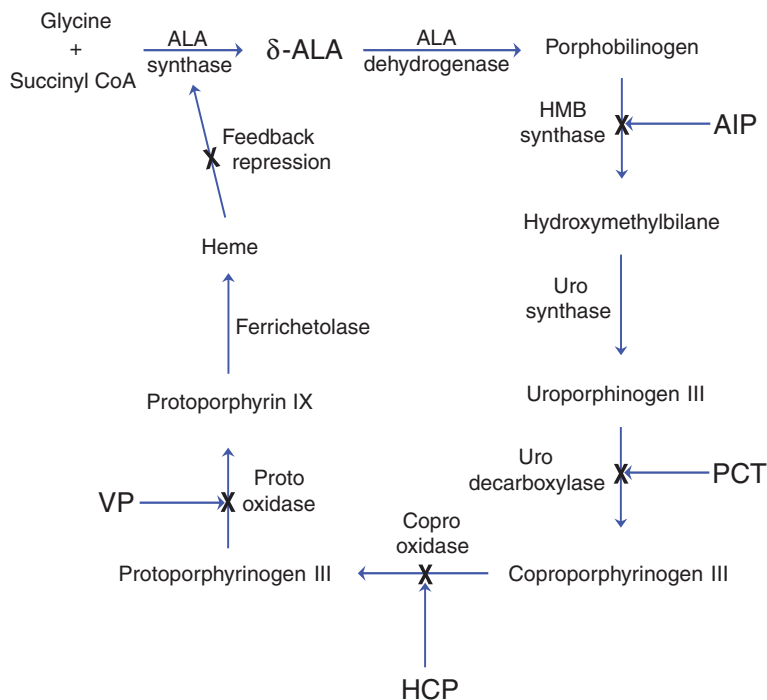 Glycine
+
Succinyl CoA
ALA
synthase
δ-ALA
ALA
dehydrogenase
Porphobilinogen
HMB
synthase
X
AIP
Feedback
repression
X
Hydroxymethylbilane
Heme
Uro
synthase
Ferrichetolase
Protoporphyrin IX
Uroporphinogen III
Uro
decarboxylase
X
PCT
Proto
oxidase
X
VP
Copro
oxidase
X
Protoporphyrinogen III
Coproporphyrinogen III
HCP